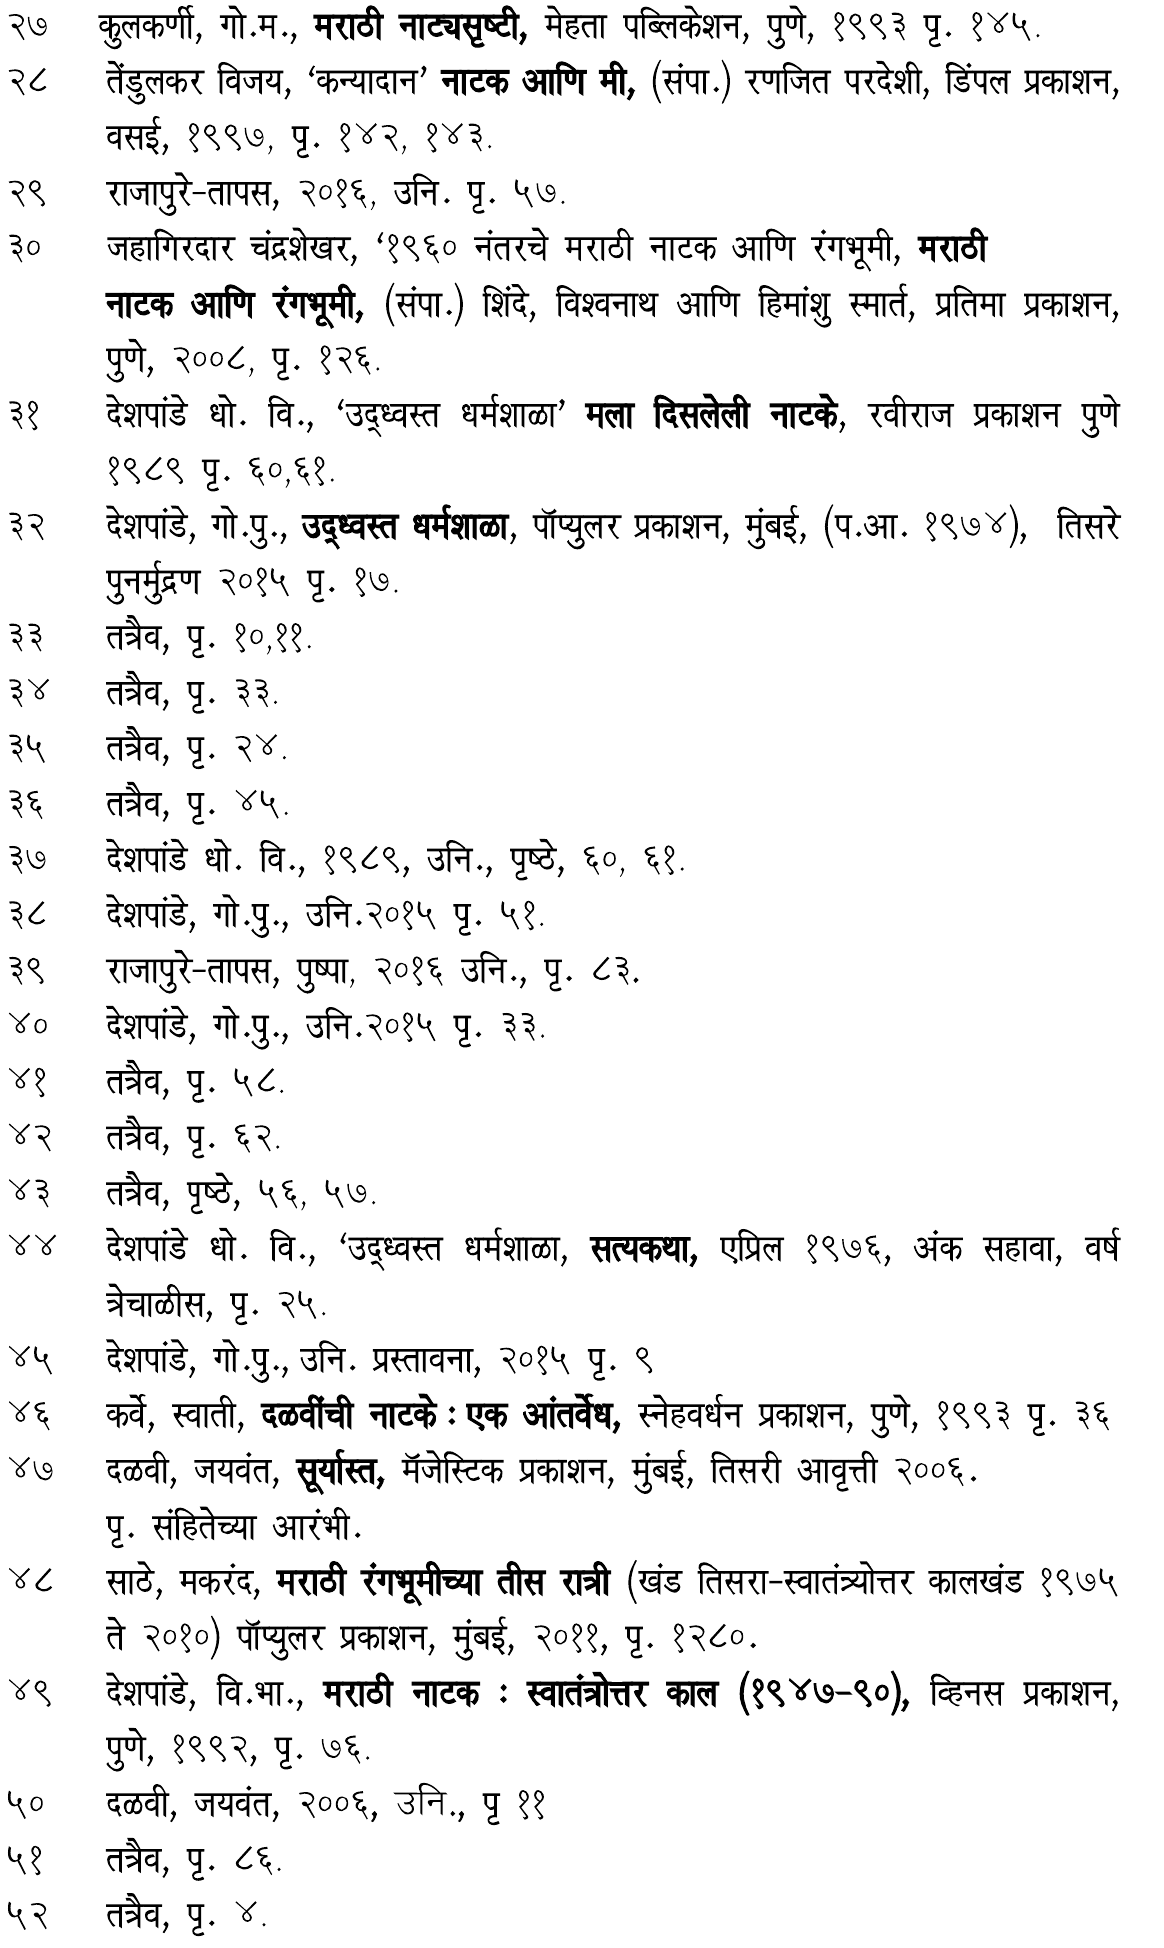 २७ कुलकर्णी, गो.म., मराठी नाट्यसृष्टी, मेहता पब्लिकेशन, पुणे, १९९३ पृ. १४५.
२८ तेंडुलकर विजय, ‘कन्यादान’ नाटक आणि मी, (संपा.) रणजित परदेशी, डिंपल प्रकाशन,
वसई, १९९७, पृ. १४२, १४३.
२९ राजापुरे-तापस, २०१६, उनि. पृ. ५७.
३० जहागिरदार चंद्रशेखर, ‘१९६० नंतरचे मराठी नाटक आणि रंगभूमी, मराठी
नाटक आणि रंगभूमी, (संपा.) शिंदे, विश्वनाथ आणि हिमांशु स्मार्त, प्रतिमा प्रकाशन,
पुणे, २००८, पृ. १२६.
३१ देशपांडे धो. वि., ‘उद्ध्वस्त धर्मशाळा’ मला दिसलेली नाटके, रवीराज प्रकाशन पुणे
१९८९ पृ. ६०,६१.
३२ देशपांडे, गो.पु., उद्ध्वस्त धर्मशाळा, पॉप्युलर प्रकाशन, मुंबई, (प.आ. १९७४), तिसरे
पुनर्मुद्रण २०१५ पृ. १७.
३३ तत्रैव, पृ. १०,११.
३४ तत्रैव, पृ. ३३.
३५ तत्रैव, पृ. २४.
३६ तत्रैव, पृ. ४५.
३७ देशपांडे धो. वि., १९८९, उनि., पृष्ठे, ६०, ६१.
३८ देशपांडे, गो.पु., उनि.२०१५ पृ. ५१.
३९ राजापुरे-तापस, पुष्पा, २०१६ उनि., पृ. ८३.
४० देशपांडे, गो.पु., उनि.२०१५ पृ. ३३.
४१ तत्रैव, पृ. ५८.
४२ तत्रैव, पृ. ६२.
४३ तत्रैव, पृष्ठे, ५६, ५७.
४४ देशपांडे धो. वि., ‘उद्ध्वस्त धर्मशाळा, सत्यकथा, एप्रिल १९७६, अंक सहावा, वर्ष
त्रेचाळीस, पृ. २५.
४५ देशपांडे, गो.पु., उनि. प्रस्तावना, २०१५ पृ. ९
४६ कर्वे, स्वाती, दळवींची नाटके : एक आंतर्वेध, स्नेहवर्धन प्रकाशन, पुणे, १९९३ पृ. ३६
४७ दळवी, जयवंत, सूर्यास्त, मॅजेस्टिक प्रकाशन, मुंबई, तिसरी आवृत्ती २००६.
पृ. संहितेच्या आरंभी.
४८ साठे, मकरंद, मराठी रंगभूमीच्या तीस रात्री (खंड तिसरा-स्वातंत्र्योत्तर कालखंड १९७५
ते २०१०) पॉप्युलर प्रकाशन, मुंबई, २०११, पृ. १२८०.
४९ देशपांडे, वि.भा., मराठी नाटक : स्वातंत्रोत्तर काल (१९४७-९०), व्हिनस प्रकाशन,
पुणे, १९९२, पृ. ७६.
५० दळवी, जयवंत, २००६, उनि., पृ ११
५१ तत्रैव, पृ. ८६.
५२ तत्रैव, पृ. ४.